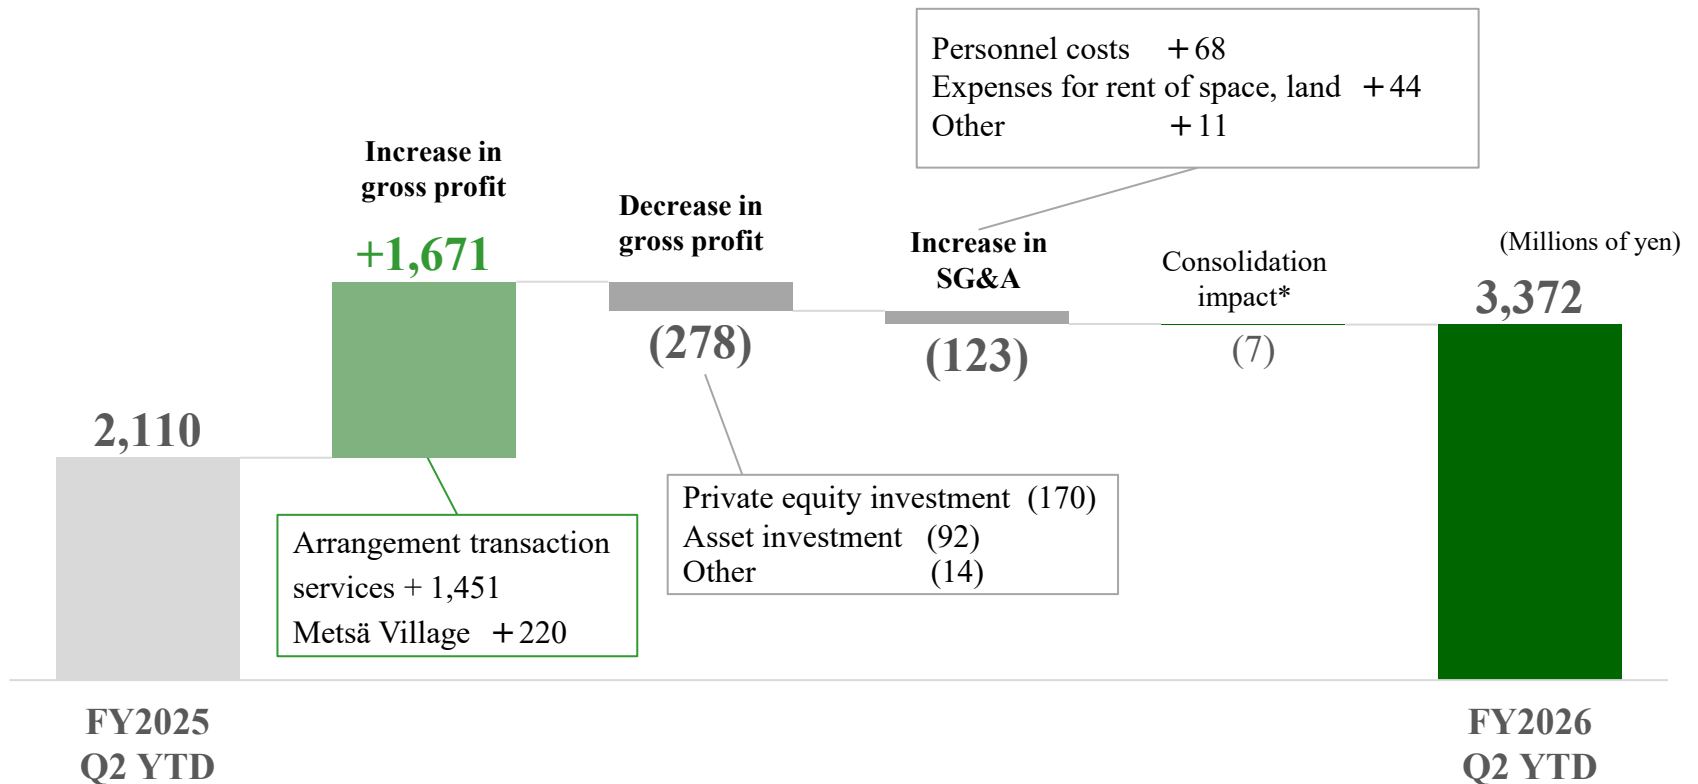 Personnel costs +68
Expenses for rent of space, land +44
Other +11
Increase in
gross profit
+1,671
Decrease in
gross profit
(278)
Increase in
SG&A
(123)
Consolidation
impact*
(7)
(Millions of yen)
3,372
2,110
Arrangement transaction
services + 1,451
Metsä Village +220
Private equity investment (170)
Asset investment (92)
Other (14)
FY2025
Q2 YTD
FY2026
Q2 YTD